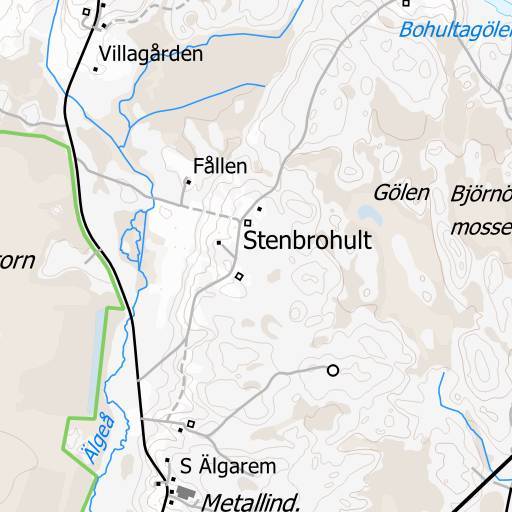 Bohultagölen
Villagården
Fållen
Gölen
Björnö
mosse
Stenbrohult
orn
Älgeå
S Älgarem
Metallind.